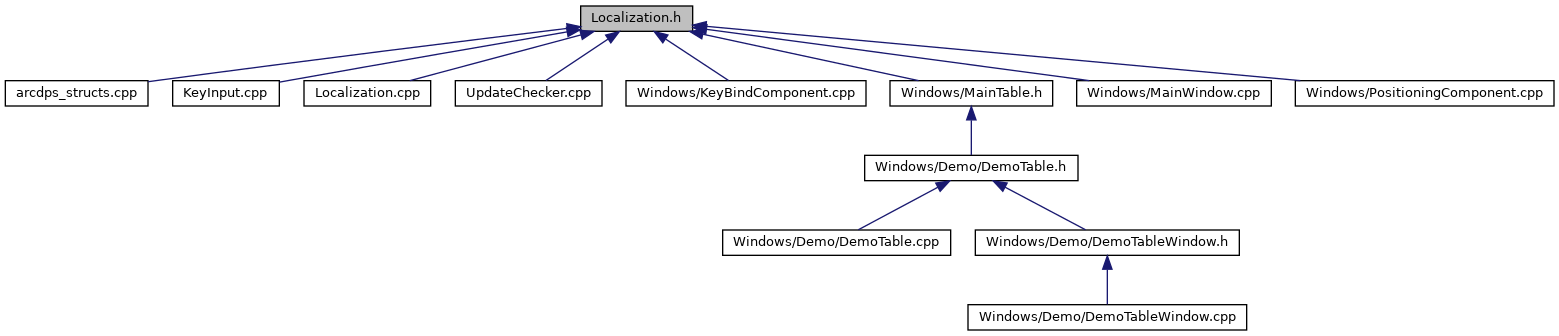 Localization.h
arcdps_structs.cpp
KeyInput.cpp
Localization.cpp
UpdateChecker.cpp
Windows/KeyBindComponent.cpp
Windows/MainTable.h
Windows/MainWindow.cpp
Windows/PositioningComponent.cpp
Windows/Demo/DemoTable.h
Windows/Demo/DemoTable.cpp
Windows/Demo/DemoTableWindow.h
Windows/Demo/DemoTableWindow.cpp